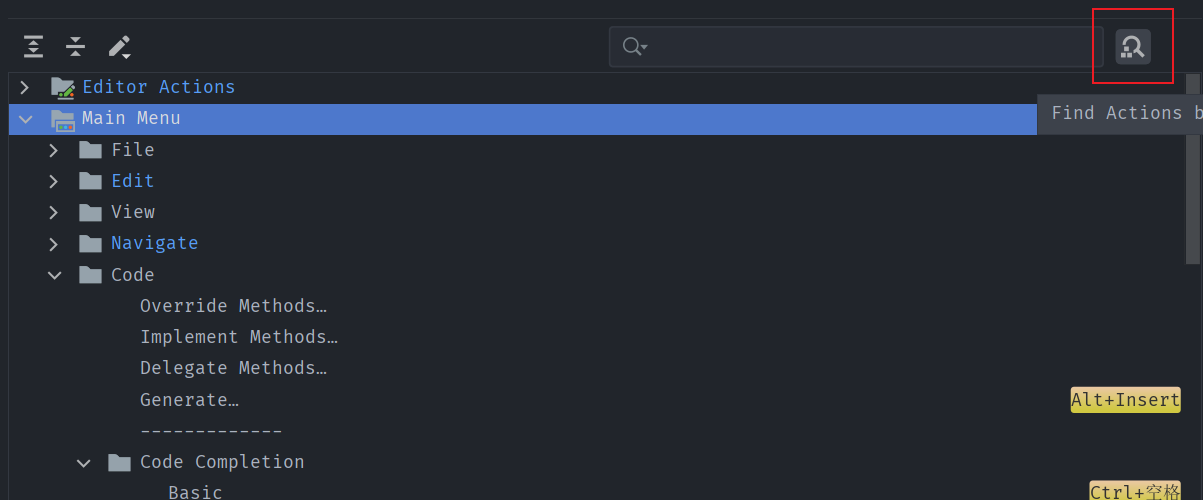 Editor Actions
Main Menu
Find Actions b
File
Edit
View
Navigate
Code
Override Methods…
Implement Methods…
Delegate Methods…
Generate…
Alt+Insert
-------------
Code Completion
Basic
Ctrl+空格